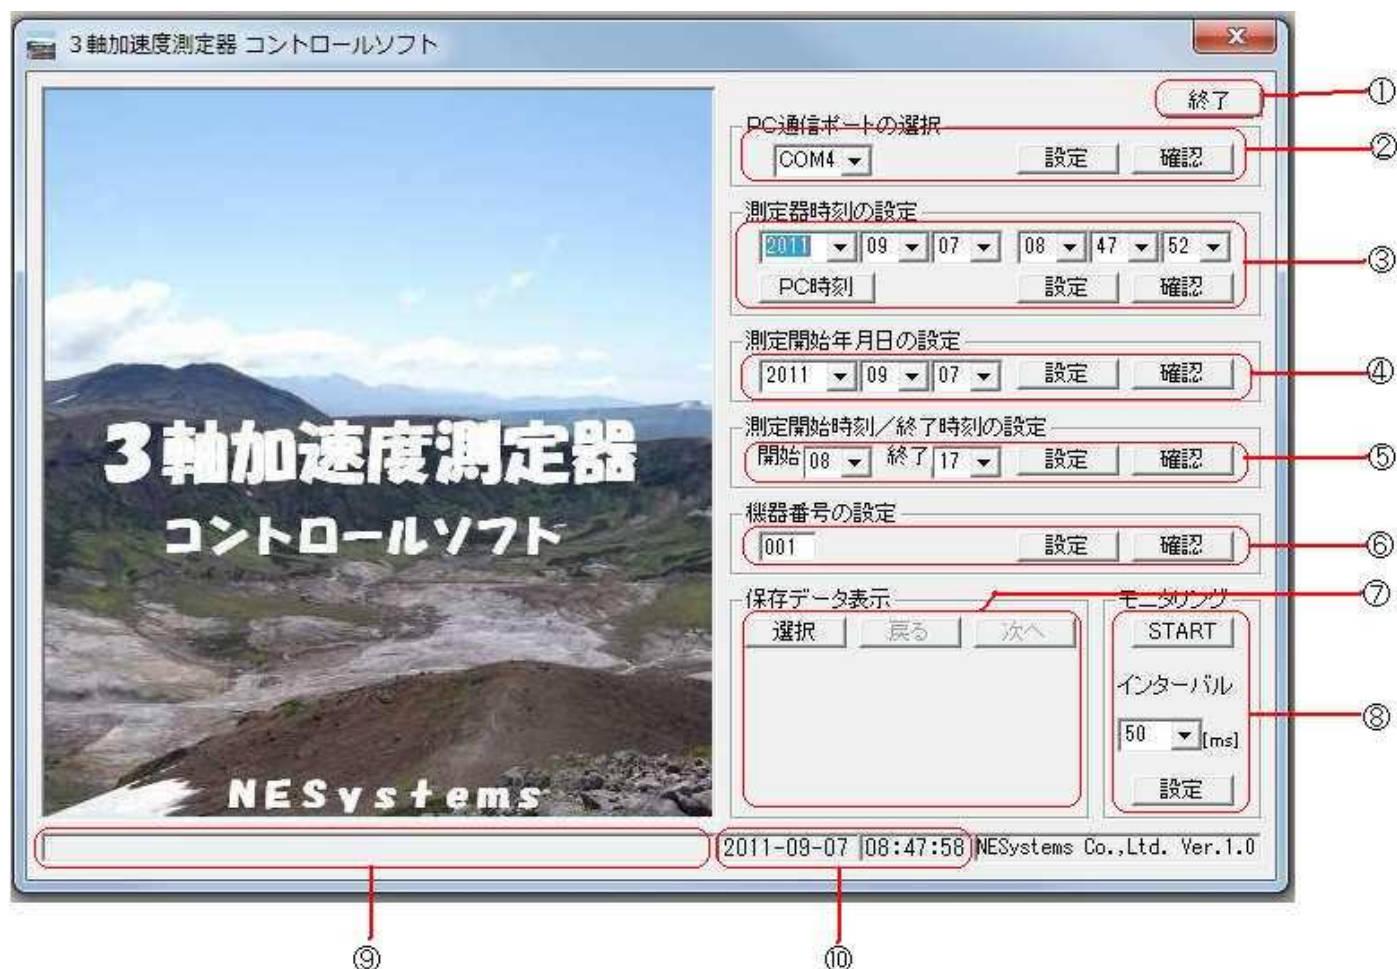 3軸加速度測定器 コントロールソフト
x
終了
①
PC通信ポートの選択
COM4 設定 確認
②
測定器時刻の設定
2011 09 07 08 47 52
PC時刻 設定 確認
③
測定開始年月日の設定
2011 09 07 設定 確認
④
測定開始時刻/終了時刻の設定
開始 08 終了 17 設定 確認
⑤
機器番号の設定
001 設定 確認
⑥
保存データ表示
選択 戻る 次へ
⑦
モニタリング
START
インターバル
50 [ms]
設定
⑧
3軸加速度測定器
コントロールソフト
NESystems
2011-09-07 08:47:58 NESystems Co.,Ltd. Ver.1.0
⑨ ⑩